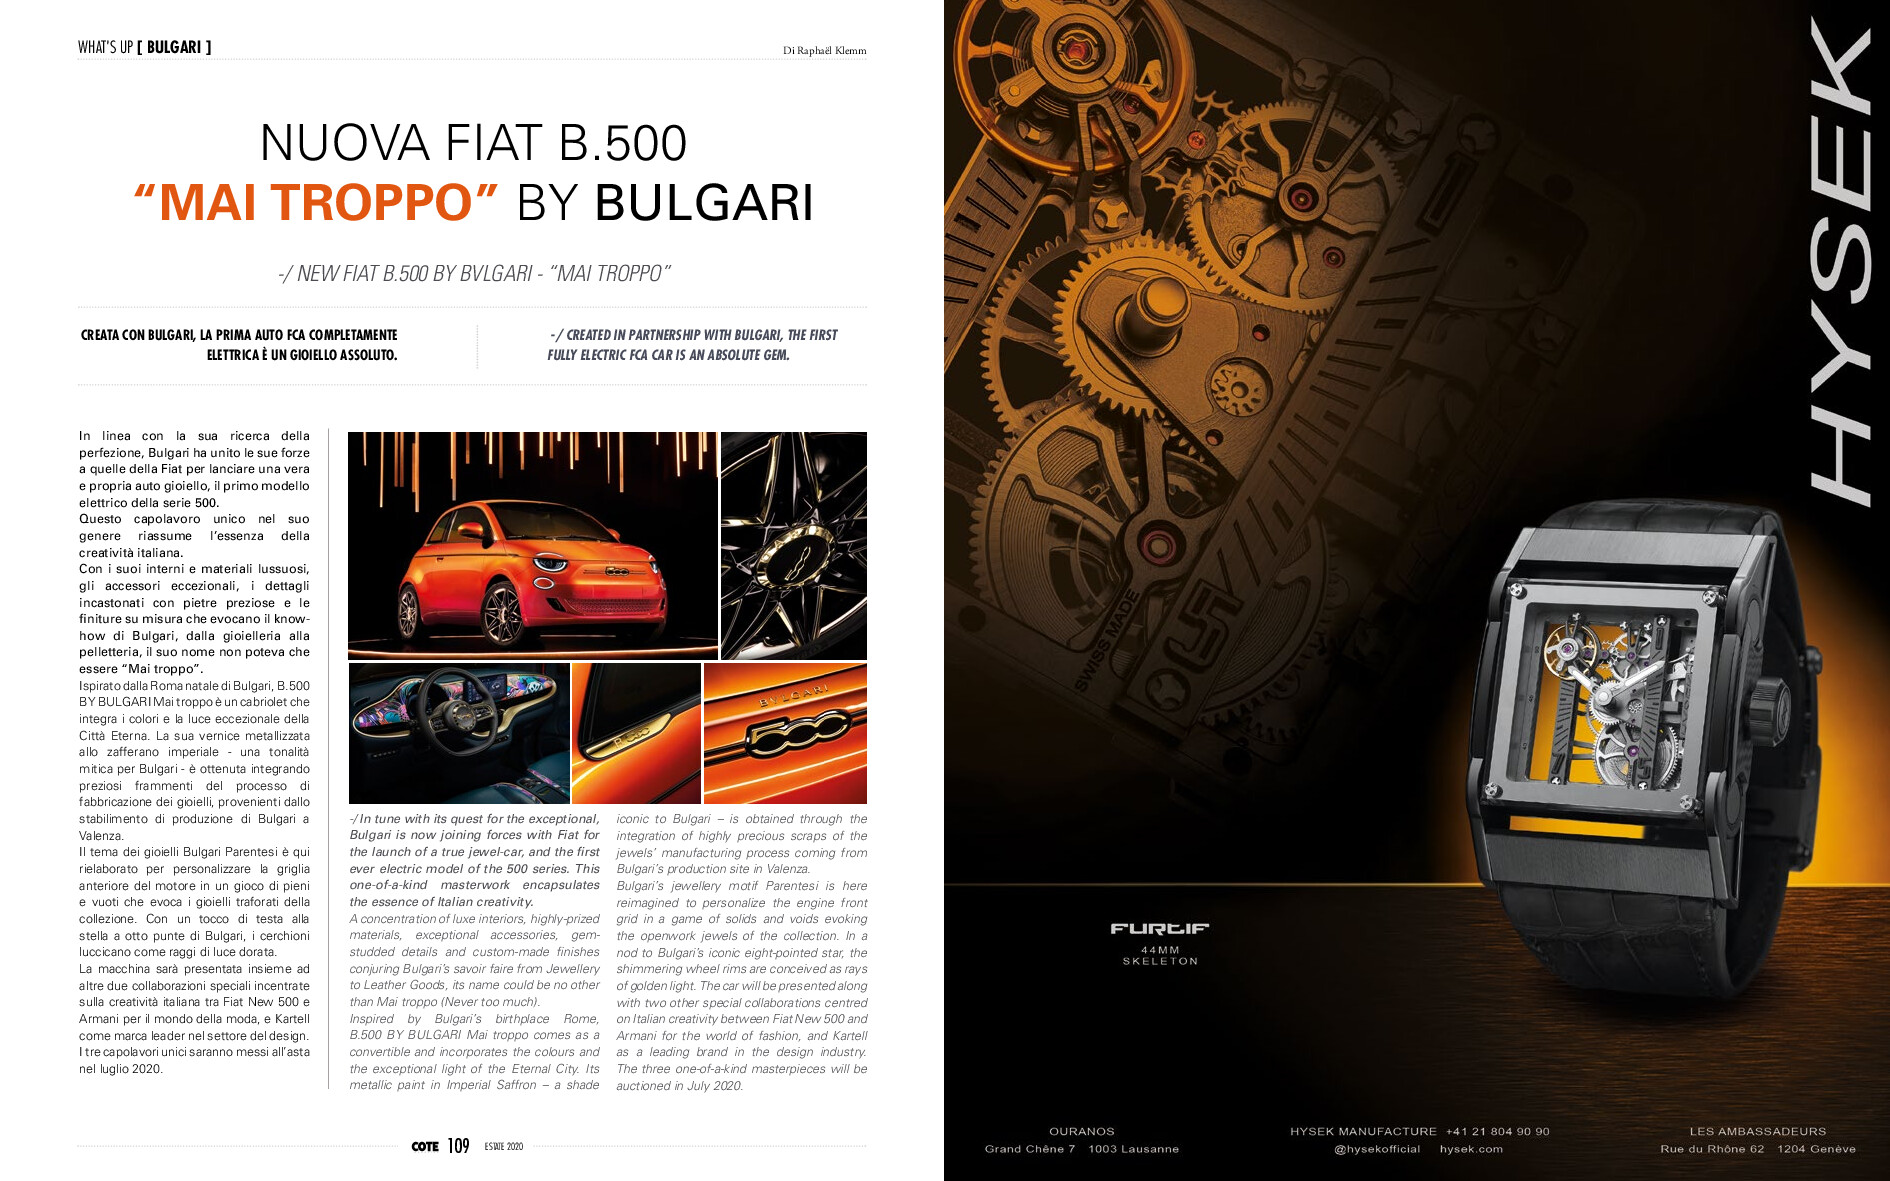 WHAT'S UP [ BULGARI ]
Di Raphaël Klemm
NUOVA FIAT B.500
“MAI TROPPO” BY BULGARI
-/ NEW FIAT B.500 BY BVLGARI - “MAI TROPPO”
CREATA CON BULGARI, LA PRIMA AUTO FCA COMPLETAMENTE
ELETTRICA È UN GIOIELLO ASSOLUTO.
-/ CREATED IN PARTNERSHIP WITH BULGARI, THE FIRST
FULLY ELECTRIC FCA CAR IS AN ABSOLUTE GEM.
In linea con la sua ricerca della
perfezione, Bulgari ha unito le sue forze
a quelle della Fiat per lanciare una vera
e propria auto gioiello, il primo modello
elettrico della serie 500.
Questo capolavoro unico nel suo
genere riassume l’essenza della
creatività italiana.
Con i suoi interni e materiali lussuosi,
gli accessori eccezionali, i dettagli
incastonati con pietre preziose e le
finiture su misura che evocano il know-
how di Bulgari, dalla gioielleria alla
pelletteria, il suo nome non poteva che
essere “Mai troppo”.
Ispirato dalla Roma natale di Bulgari, B.500
BY BULGARI Mai troppo è un cabriolet che
integra i colori e la luce eccezionale della
Città Eterna. La sua vernice metallizzata
allo zafferano imperiale - una tonalità
mitica per Bulgari - è ottenuta integrando
preziosi frammenti del processo di
fabbricazione dei gioielli, provenienti dallo
stabilimento di produzione di Bulgari a
Valenza.
Il tema dei gioielli Bulgari Parentesi è qui
rielaborato per personalizzare la griglia
anteriore del motore in un gioco di pieni
e vuoti che evoca i gioielli traforati della
collezione. Con un tocco di testa alla
stella a otto punte di Bulgari, i cerchioni
luccicano come raggi di luce dorata.
La macchina sarà presentata insieme ad
altre due collaborazioni speciali incentrate
sulla creatività italiana tra Fiat New 500 e
Armani per il mondo della moda, e Kartell
come marca leader nel settore del design.
I tre capolavori unici saranno messi all’asta
nel luglio 2020.
BVLGARI
500
-/ In tune with its quest for the exceptional,
Bulgari is now joining forces with Fiat for
the launch of a true jewel-car, and the first
ever electric model of the 500 series. This
one-of-a-kind masterwork encapsulates
the essence of Italian creativity.
A concentration of luxe interiors, highly-prized
materials, exceptional accessories, gem-
studded details and custom-made finishes
conjuring Bulgari’s savoir faire from Jewellery
to Leather Goods, its name could be no other
than Mai troppo (Never too much).
Inspired by Bulgari’s birthplace Rome,
B.500 BY BULGARI Mai troppo comes as a
convertible and incorporates the colours and
the exceptional light of the Eternal City. Its
metallic paint in Imperial Saffron – a shade
iconic to Bulgari – is obtained through the
integration of highly precious scraps of the
jewels’ manufacturing process coming from
Bulgari’s production site in Valenza.
Bulgari’s jewellery motif Parentesi is here
reimagined to personalize the engine front
grid in a game of solids and voids evoking
the openwork jewels of the collection. In a
nod to Bulgari’s iconic eight-pointed star, the
shimmering wheel rims are conceived as rays
of golden light. The car will be presented along
with two other special collaborations centred
on Italian creativity between Fiat New 500 and
Armani for the world of fashion, and Kartell
as a leading brand in the design industry.
The three one-of-a-kind masterpieces will be
auctioned in July 2020.
COTE 109 ESTATE 2020
HYSEK
SWISS MADE
FURTIF
44MM
SKELETON
OURANOS
Grand Chêne 7 1003 Lausanne
HYSEK MANUFACTURE +41 21 804 90 90
@hysekofficial hysek.com
LES AMBASSADEURS
Rue du Rhône 62 1204 Genève